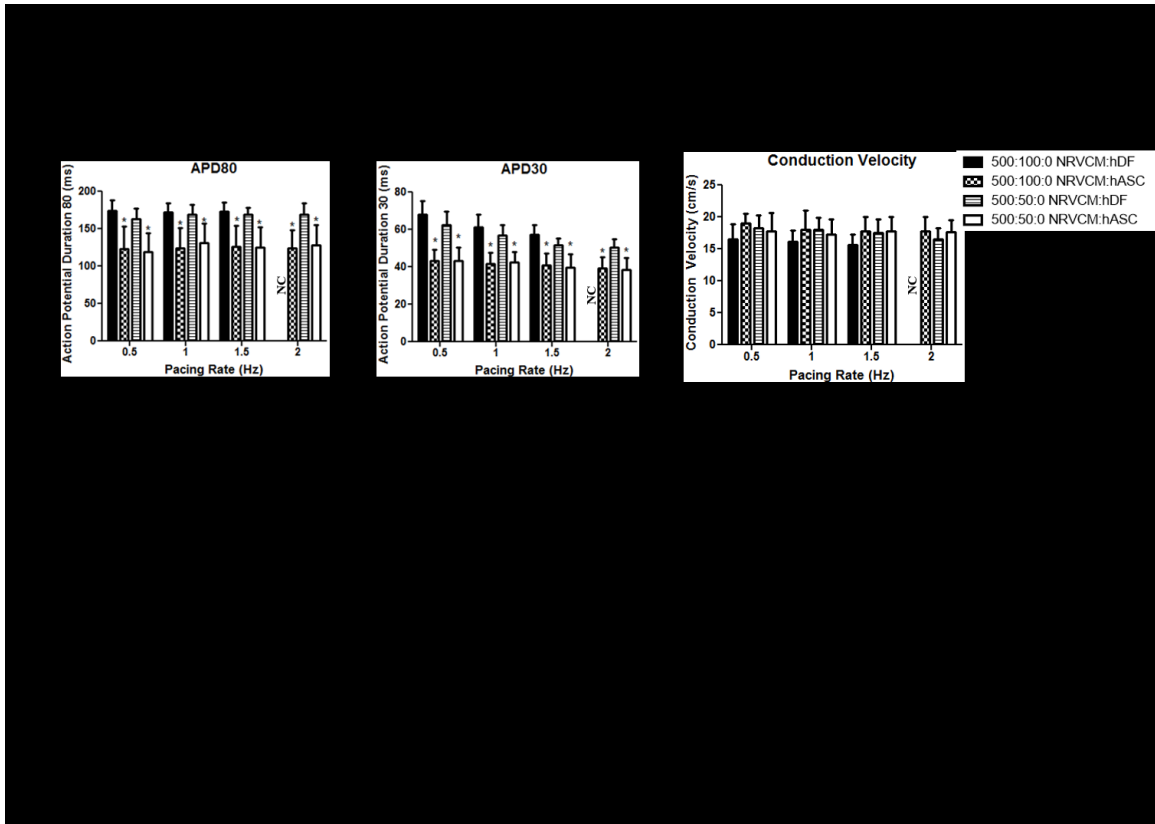 APD80
Action Potential Duration 80 (ms)
200
150
100
50
0
* * * * * * * *
NC
0.5 1 1.5 2
Pacing Rate (Hz)
APD30
Action Potential Duration 30 (ms)
80
60
40
20
0
* * * * * * * *
NC
0.5 1 1.5 2
Pacing Rate (Hz)
Conduction Velocity
Conduction Velocity (cm/s)
25
20
15
10
5
0
NC
0.5 1 1.5 2
Pacing Rate (Hz)
500:100:0 NRVCM:hDF
500:100:0 NRVCM:hASC
500:50:0 NRVCM:hDF
500:50:0 NRVCM:hASC